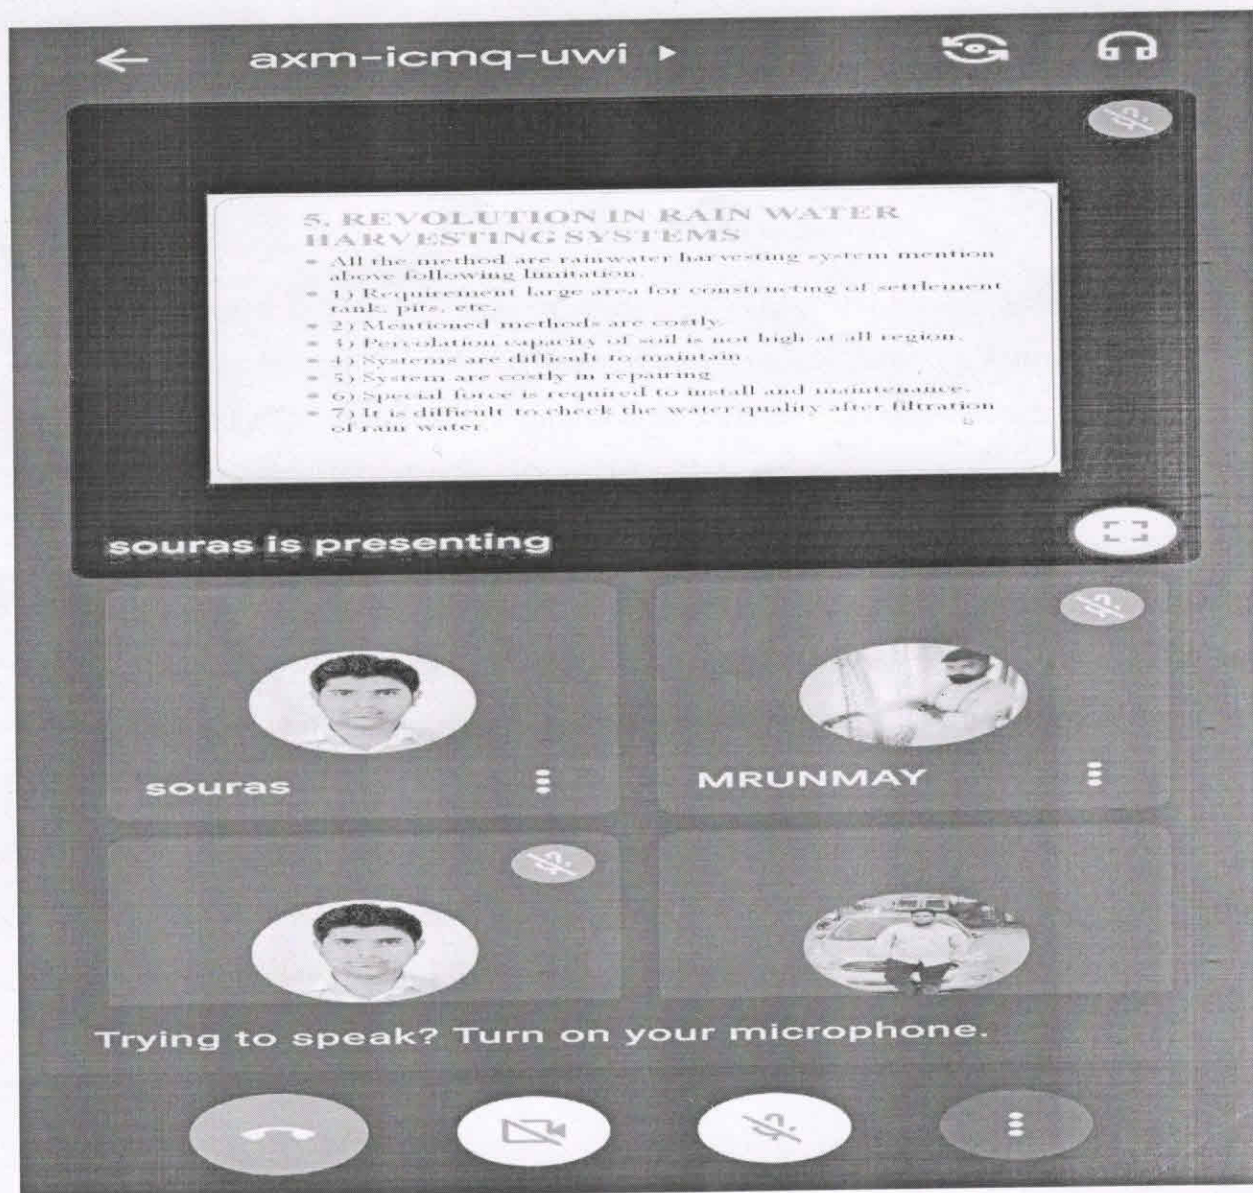 axm-icmq-uwi
5. REVOLUTION IN RAIN WATER
HARVESTING SYSTEMS
• All the method are rainwater harvesting system mention
above following limitation.
• 1) Requirement large area for constructing of settlement
tank, pits, etc.
• 2) Mentioned methods are costly.
• 3) Percolation capacity of soil is not high at all region.
• 4) Systems are difficult to maintain
• 5) System are costly in repairing
• 6) Special force is required to install and maintenance.
• 7) It is difficult to check the water quality after filtration
of rain water.
souras is presenting
souras
MRUNMAY
Trying to speak? Turn on your microphone.